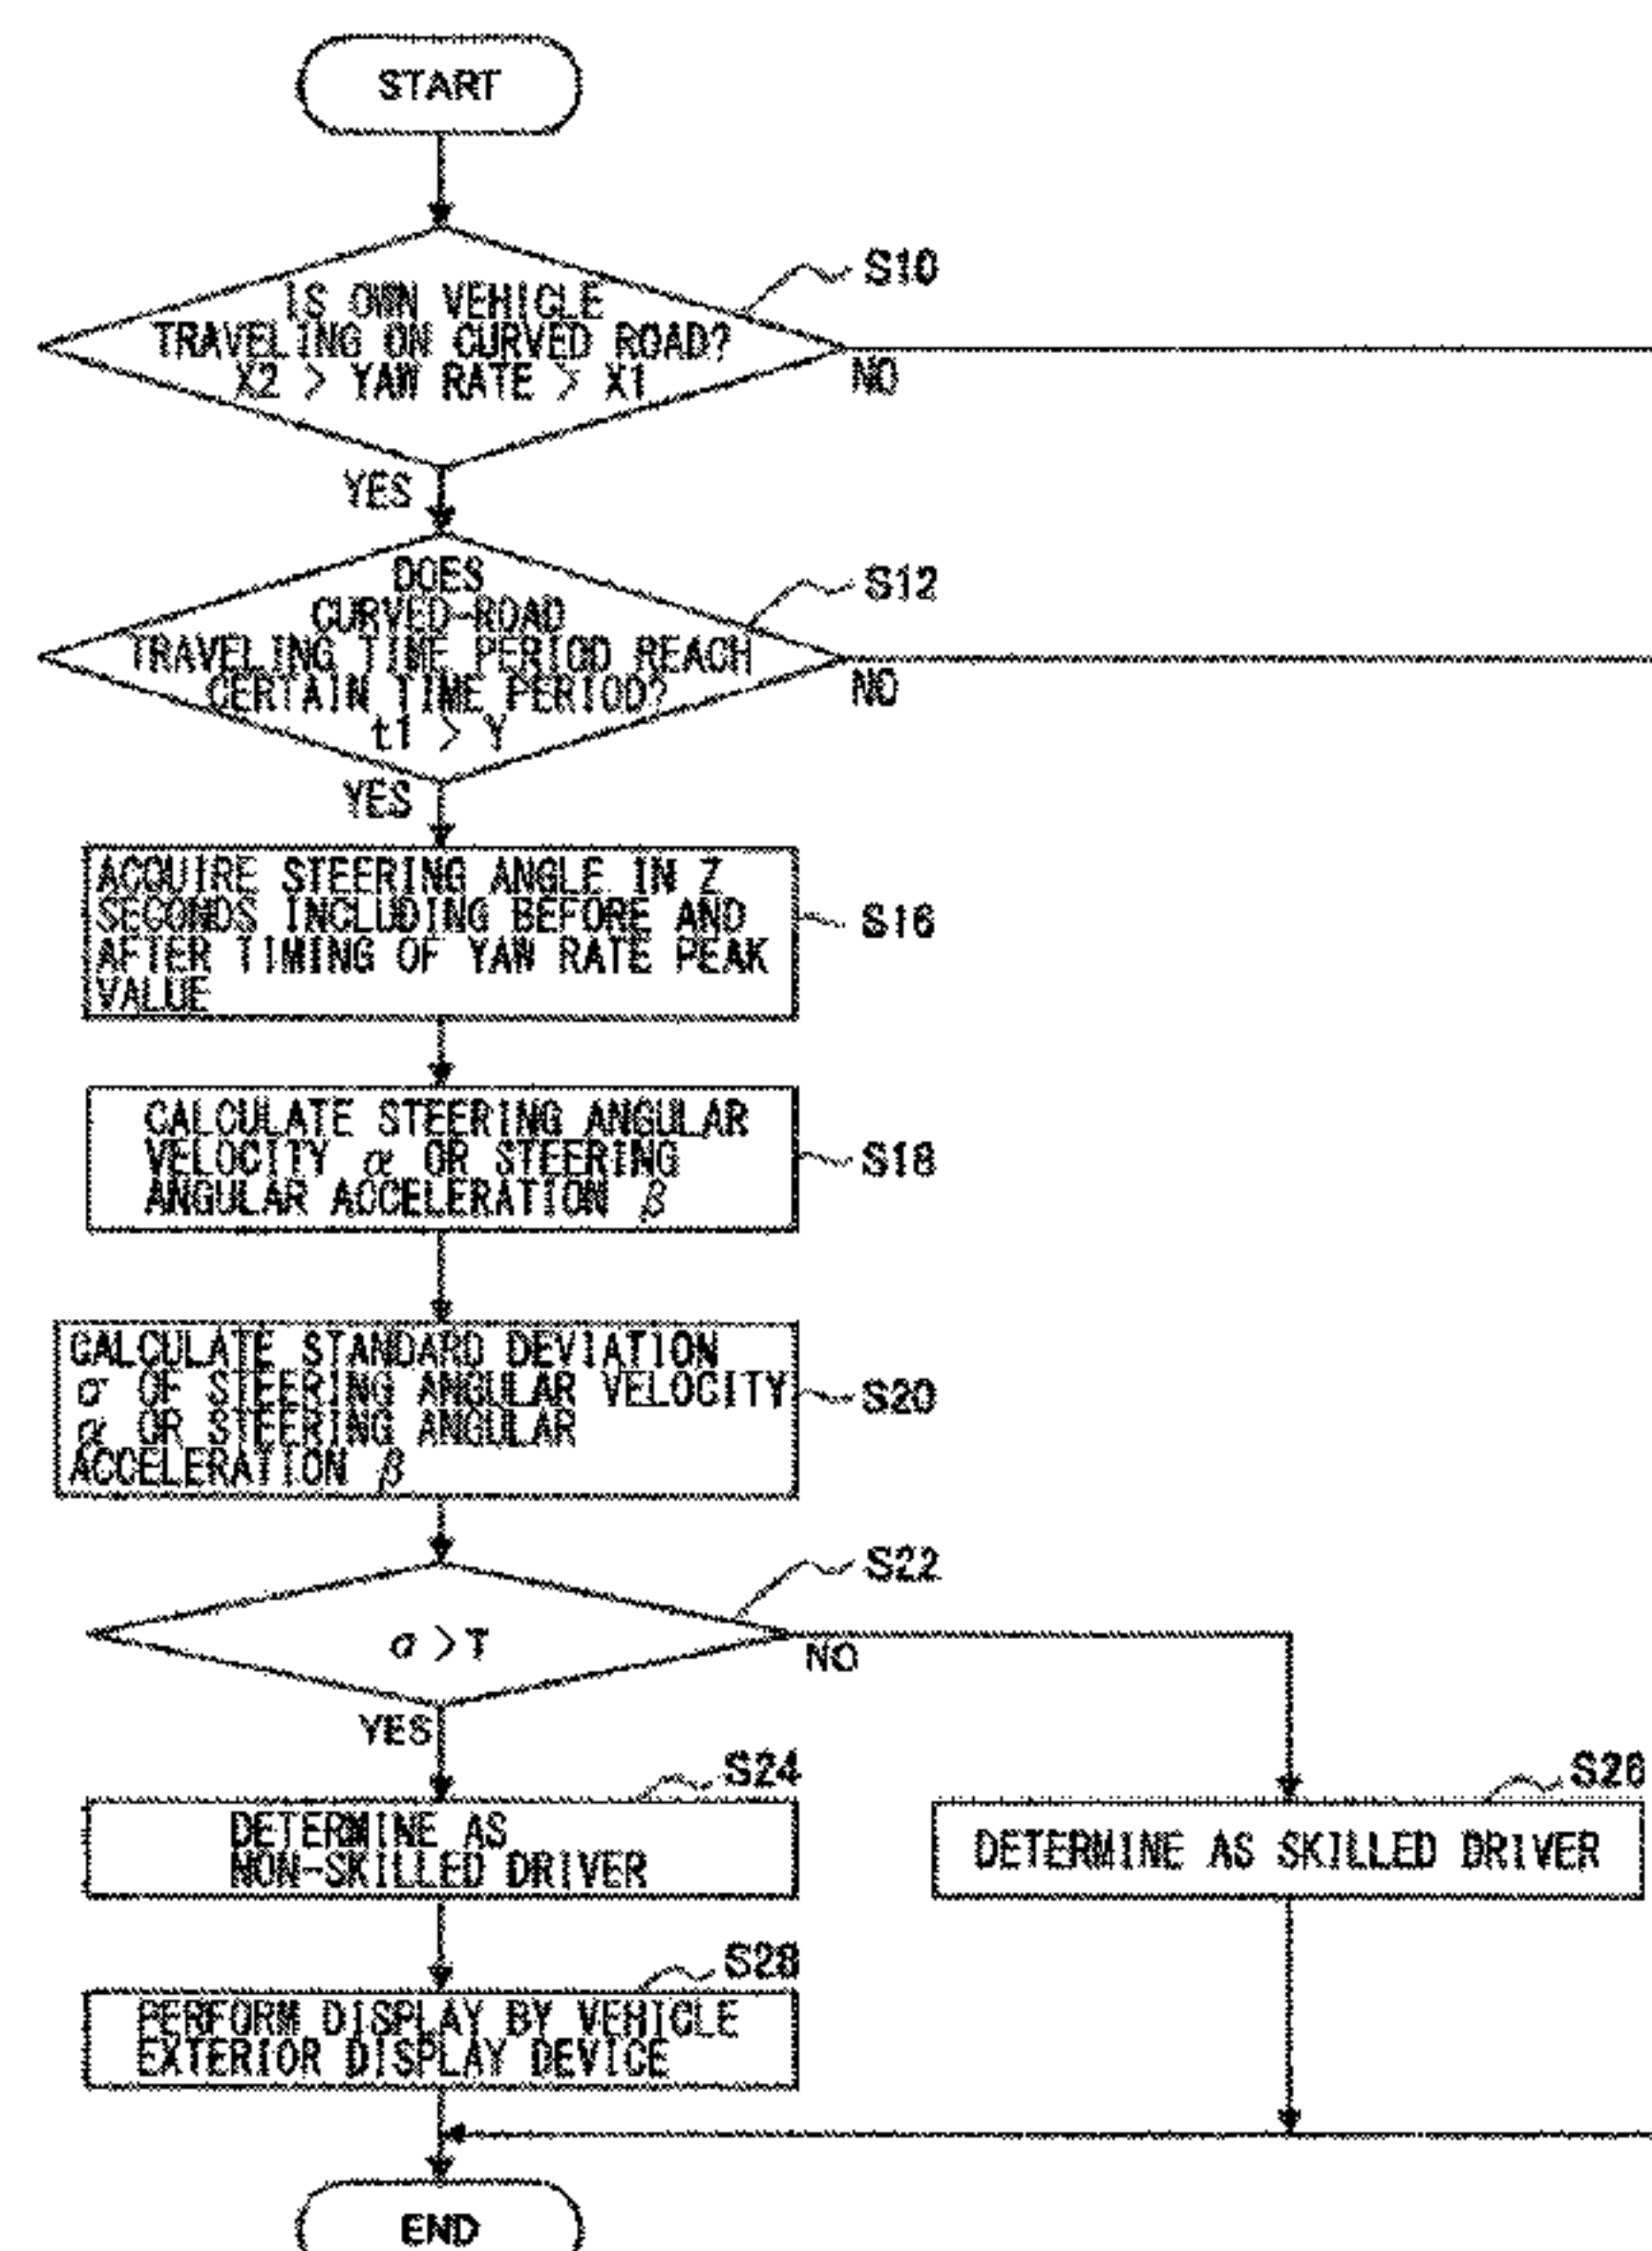 START
IS OWN VEHICLE
TRAVELING ON CURVED ROAD?
X2 > YAW RATE > X1
S10
NO
YES
DOES
CURVED-ROAD
TRAVELING TIME PERIOD REACH
CERTAIN TIME PERIOD?
t1 > Y
S12
NO
YES
ACQUIRE STEERING ANGLE IN Z
SECONDS INCLUDING BEFORE AND
AFTER TIMING OF YAW RATE PEAK
VALUE
S16
CALCULATE STEERING ANGULAR
VELOCITY α OR STEERING
ANGULAR ACCELERATION β
S18
CALCULATE STANDARD DEVIATION
σ OF STEERING ANGULAR VELOCITY
α OR STEERING ANGULAR
ACCELERATION β
S20
σ > T
S22
NO
YES
S24
DETERMINE AS
NON-SKILLED DRIVER
S26
DETERMINE AS SKILLED DRIVER
S28
PERFORM DISPLAY BY VEHICLE
EXTERIOR DISPLAY DEVICE
END